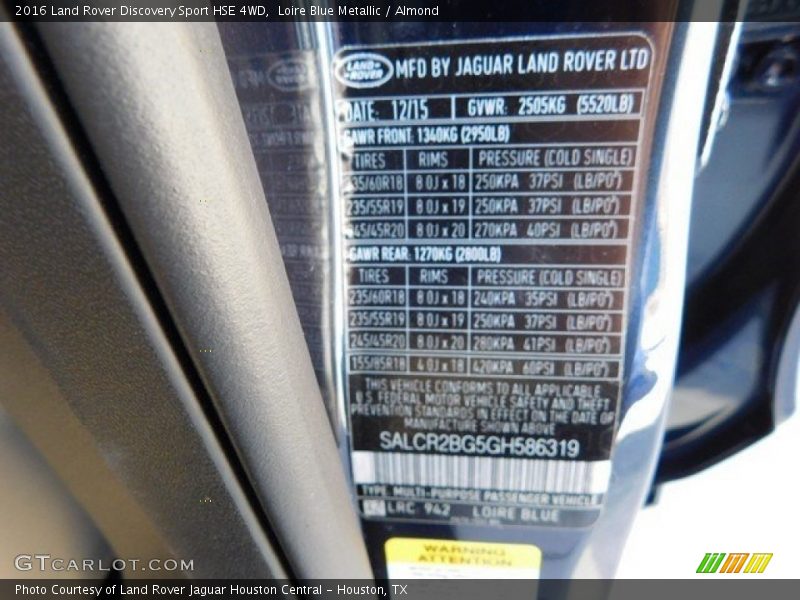 2016 Land Rover Discovery Sport HSE 4WD,  Loire Blue Metallic / Almond
LAND ROVER MFD BY JAGUAR LAND ROVER LTD
DATE: 12/15 GVWR: 2505KG (5520LB)
GAWR FRONT: 1340KG (2950LB)
TIRES RIMS PRESSURE (COLD SINGLE)
235/60R18 8.0J x 18 250KPA 37PSI (LB/PO²)
235/55R19 8.0J x 19 250KPA 37PSI (LB/PO²)
245/45R20 8.0J x 20 270KPA 40PSI (LB/PO²)
GAWR REAR: 1270KG (2800LB)
TIRES RIMS PRESSURE (COLD SINGLE)
235/60R18 8.0J x 18 240KPA 35PSI (LB/PO²)
235/55R19 8.0J x 19 250KPA 37PSI (LB/PO²)
245/45R20 8.0J x 20 280KPA 41PSI (LB/PO²)
155/85R18 4.0J x 18 420KPA 60PSI (LB/PO²)
THIS VEHICLE CONFORMS TO ALL APPLICABLE
U.S. FEDERAL MOTOR VEHICLE SAFETY AND THEFT
PREVENTION STANDARDS IN EFFECT ON THE DATE OF
MANUFACTURE SHOWN ABOVE
SALCR2BG5GH586319
TYPE: MULTI-PURPOSE PASSENGER VEHICLE
LRC 942 LOIRE BLUE
WARNING
ATTENTION
GTCARLOT.COM
Photo Courtesy of Land Rover Jaguar Houston Central - Houston, TX